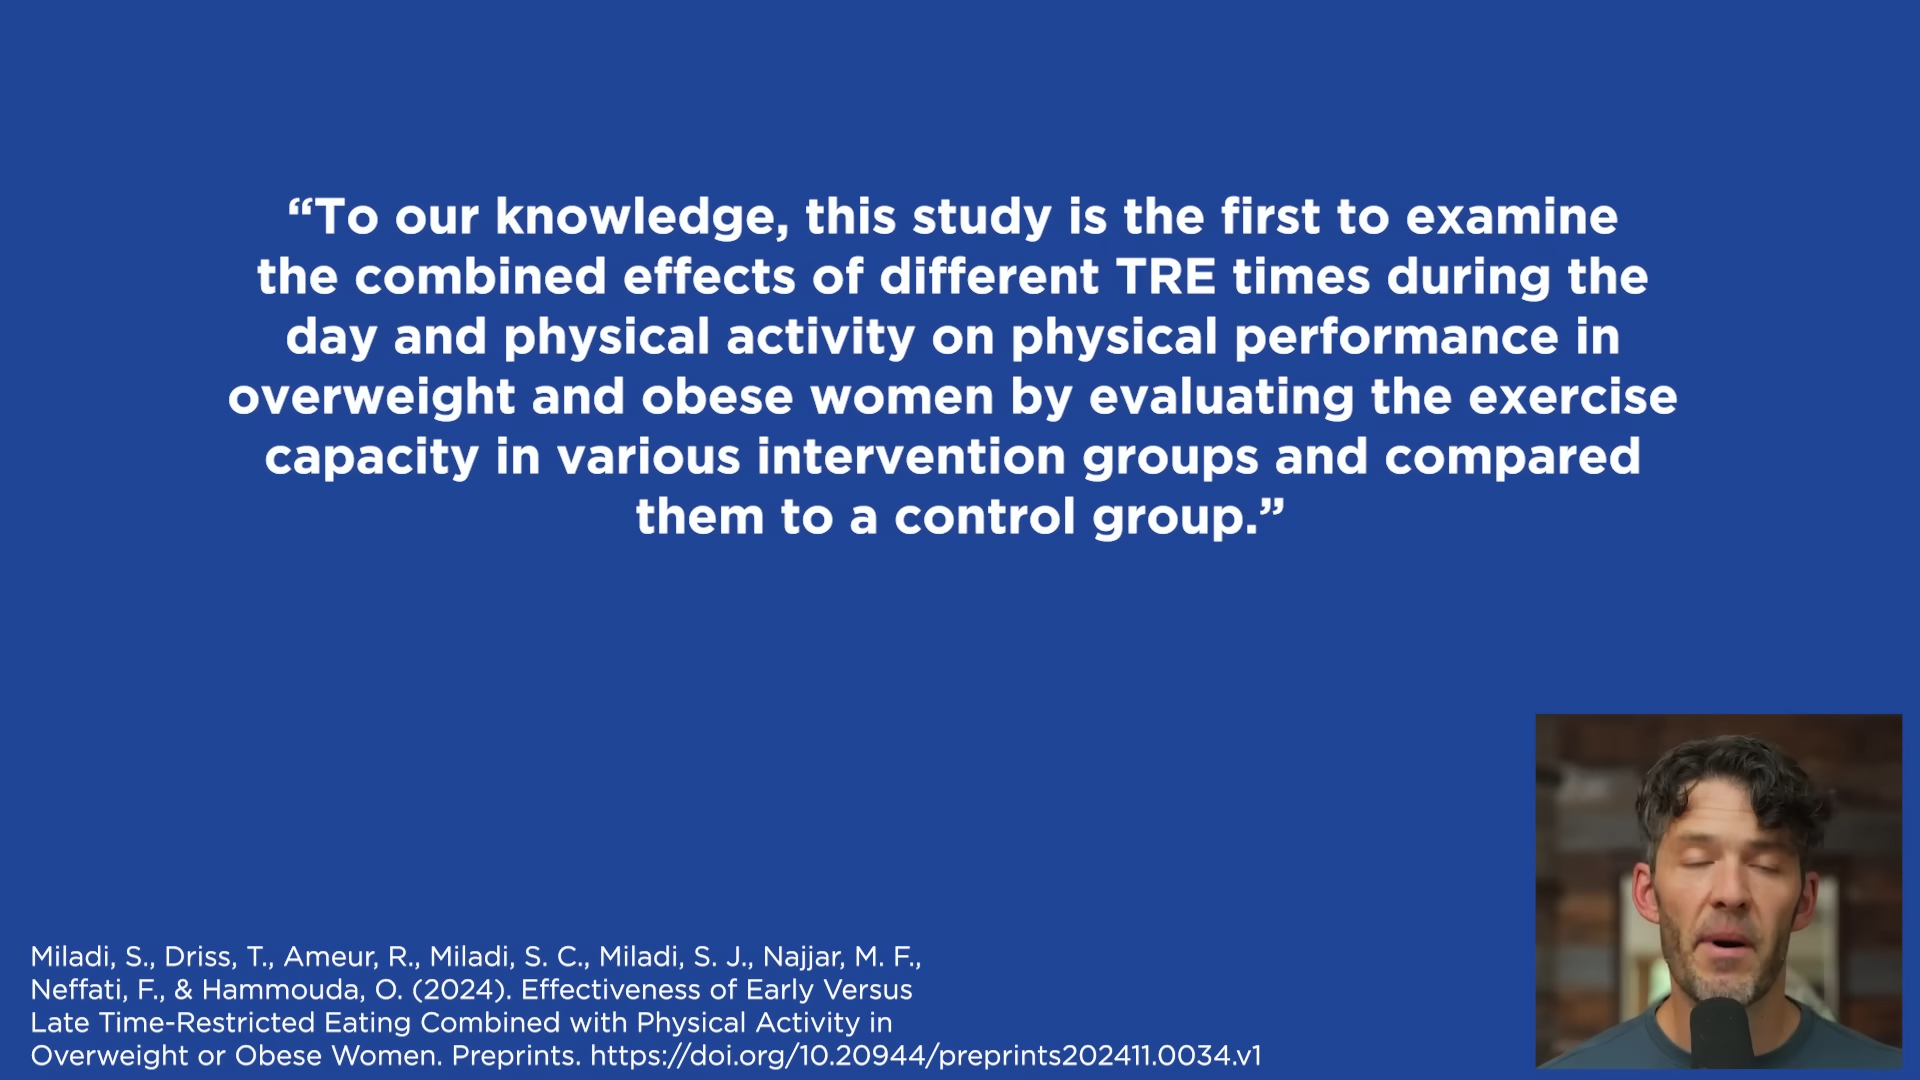 “To our knowledge, this study is the first to examine
the combined effects of different TRE times during the
day and physical activity on physical performance in
overweight and obese women by evaluating the exercise
capacity in various intervention groups and compared
them to a control group.”
Miladi, S., Driss, T., Ameur, R., Miladi, S. C., Miladi, S. J., Najjar, M. F.,
Neffati, F., & Hammouda, O. (2024). Effectiveness of Early Versus
Late Time-Restricted Eating Combined with Physical Activity in
Overweight or Obese Women. Preprints. https://doi.org/10.20944/preprints202411.0034.v1